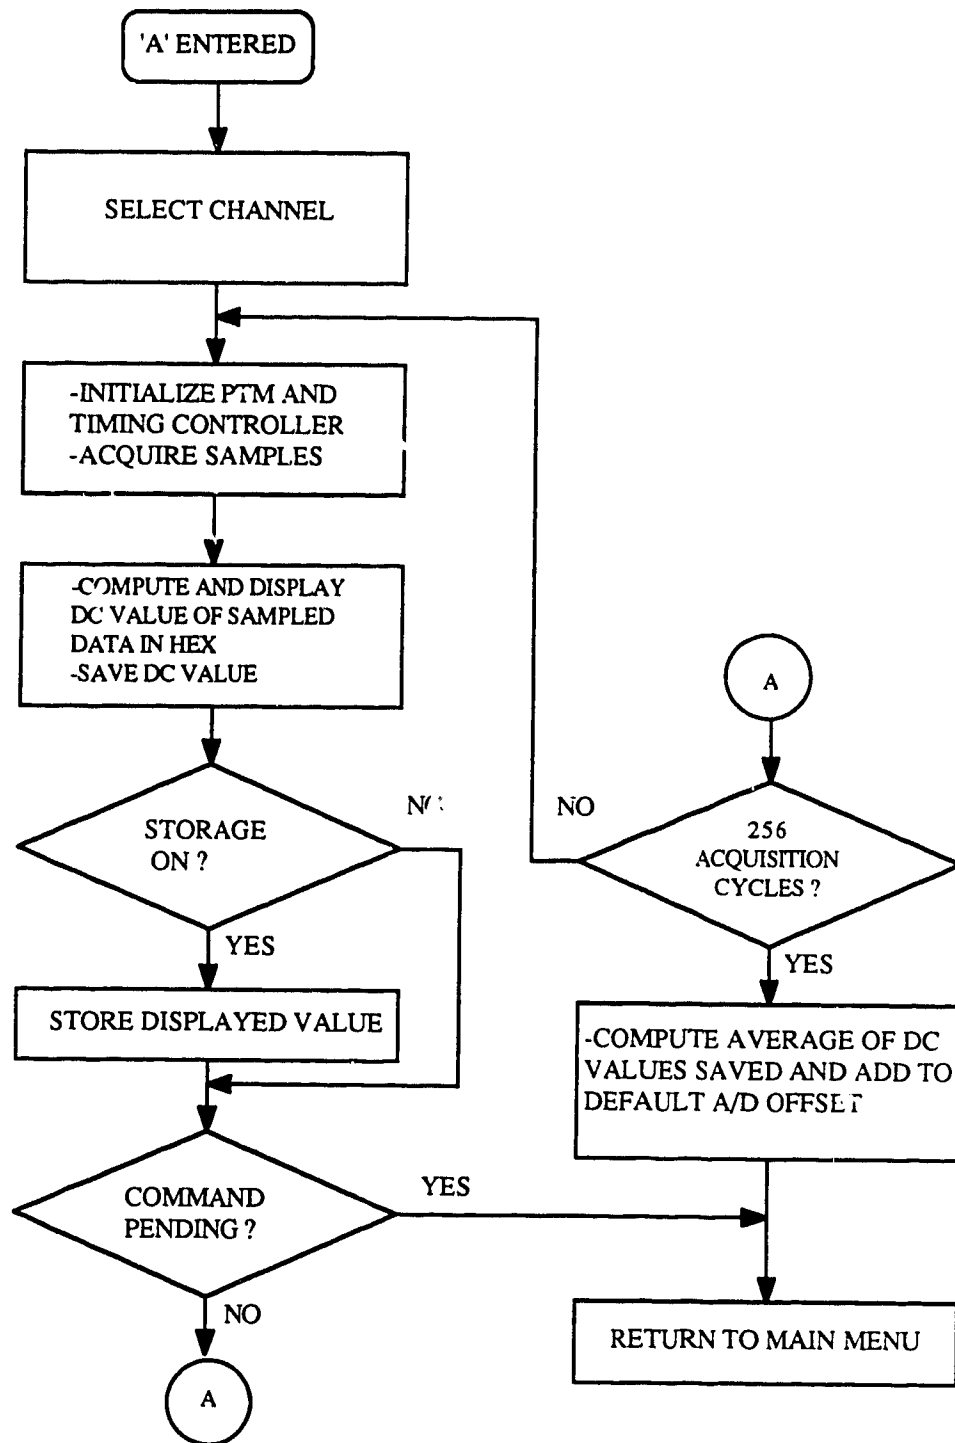 'A' ENTERED
SELECT CHANNEL
-INITIALIZE PTM AND
TIMING CONTROLLER
-ACQUIRE SAMPLES
-COMPUTE AND DISPLAY
DC VALUE OF SAMPLED
DATA IN HEX
-SAVE DC VALUE
STORAGE
ON ?
NO
YES
STORE DISPLAYED VALUE
COMMAND
PENDING ?
YES
NO
A
A
256
ACQUISITION
CYCLES ?
NO
YES
-COMPUTE AVERAGE OF DC
VALUES SAVED AND ADD TO
DEFAULT A/D OFFSET
RETURN TO MAIN MENU